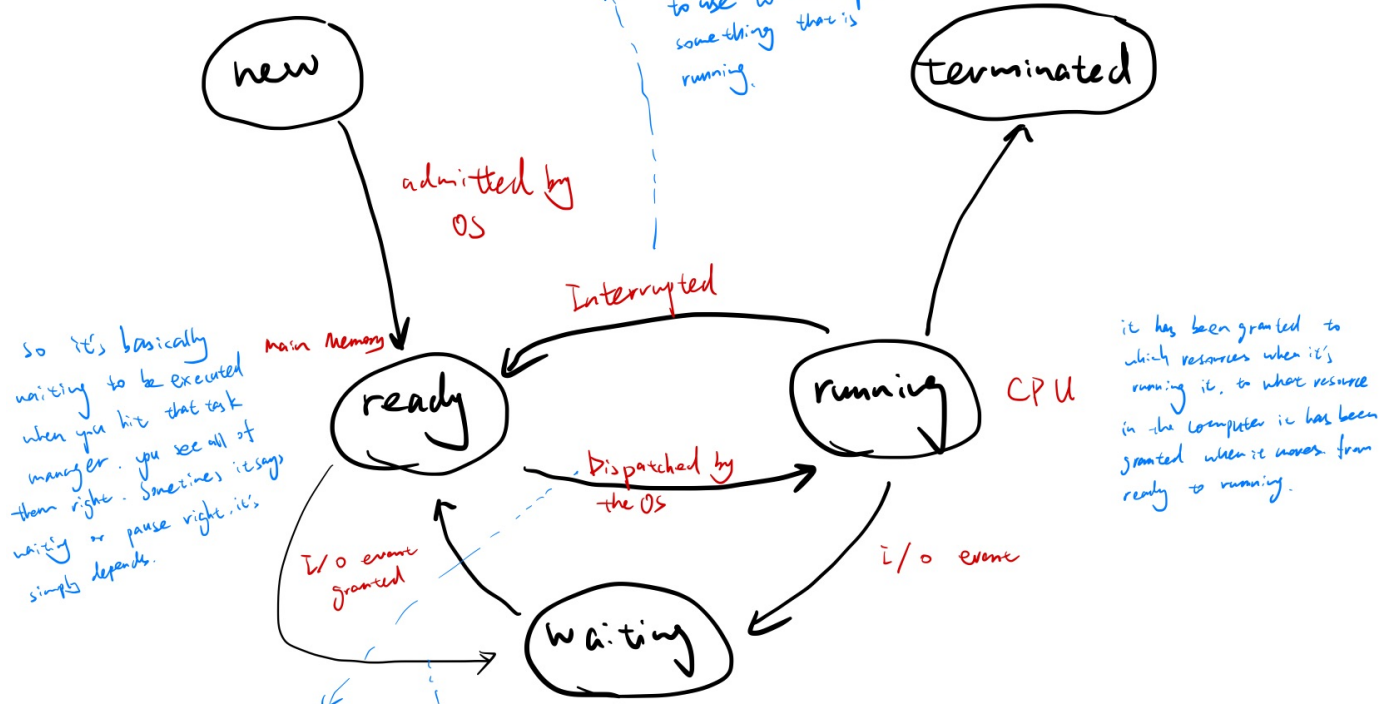 to use
something that is
running.
new
terminated
admitted by
OS
Interrupted
so it's basically
waiting to be executed
when you hit that task
manager. you see all of
them right. Sometimes it says
waiting or pause right, it's
simply depends.
main memory
ready
running
CPU
it has been granted to
which resources when it's
running it, to what resource
in the computer it has been
granted when it moves from
ready to running.
Dispatched by
the OS
I/O event
granted
I/O event
waiting